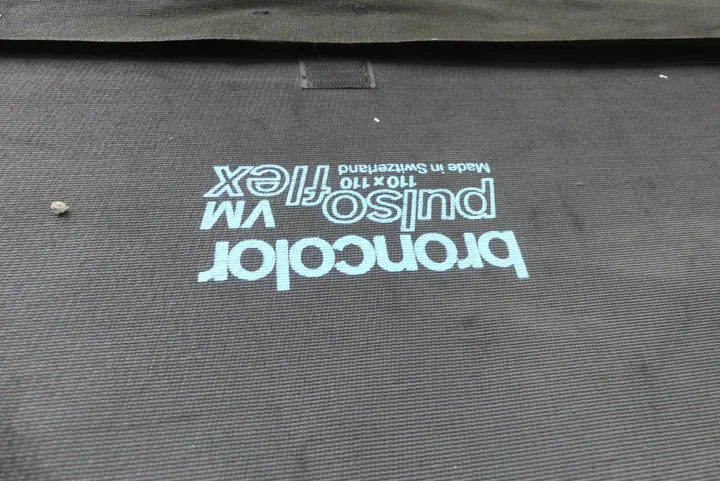 broncolor
pulso VM
110 x 110 flex
Made in Switzerland